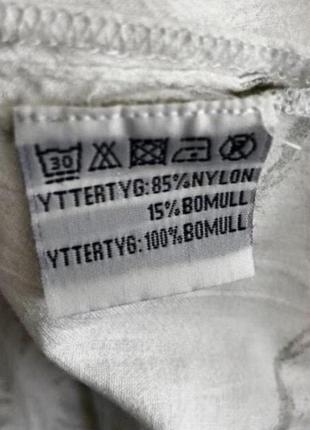 30 P
YTTERTYG:85%NYLON
15%BOMULL
YTTERTYG:100%BOMULL